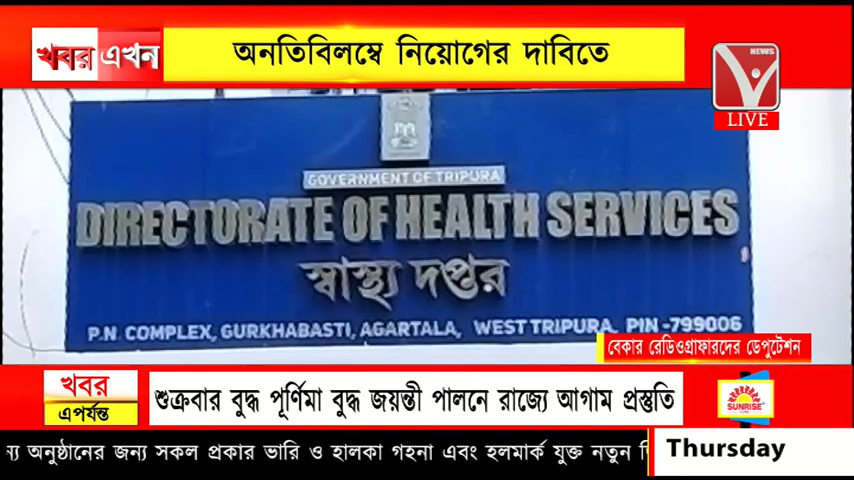 খবর এখন
অনতিবিলম্বে নিয়োগের দাবিতে
NEWS
LIVE
GOVERNMENT OF TRIPURA
DIRECTORATE OF HEALTH SERVICES
স্বাস্থ্য দপ্তর
P.N COMPLEX, GURKHABASTI, AGARTALA, WEST TRIPURA, PIN -799006
বেকার রেডিওগ্রাফারদের ডেপুটেশন
খবর
এপর্যন্ত
শুক্রবার বুদ্ধ পূর্ণিমা বুদ্ধ জয়ন্তী পালনে রাজ্যে আগাম প্রস্তুতি
SUNRISE
অনুষ্ঠানের জন্য সকল প্রকার ভারি ও হালকা গহনা এবং হলমার্ক যুক্ত নতুন
Thursday